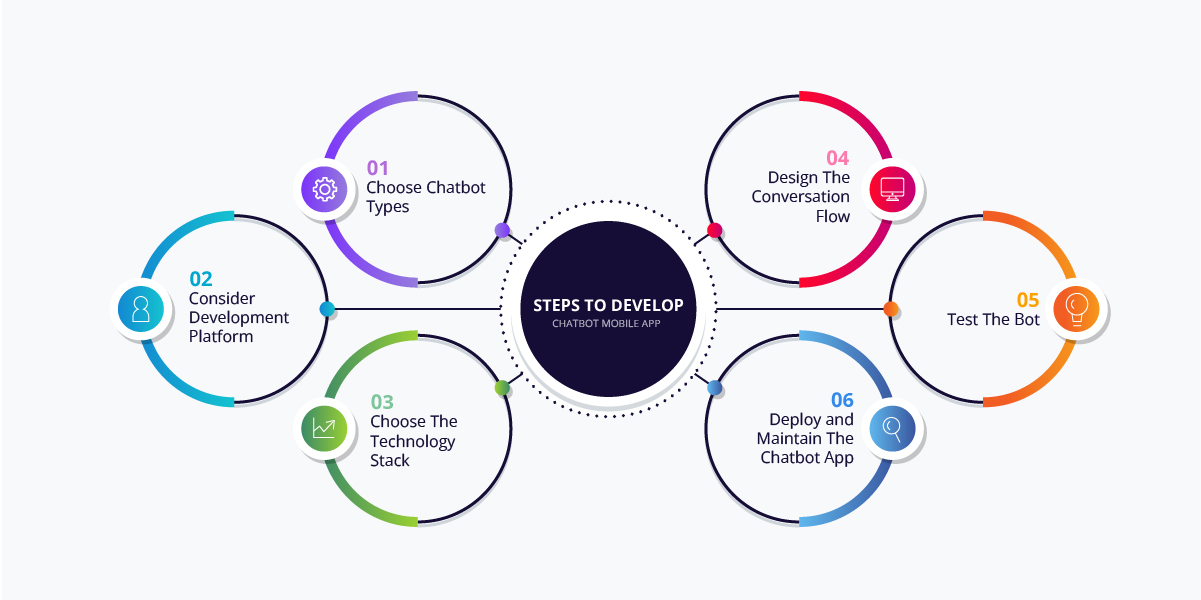 01
Choose Chatbot
Types
02
Consider
Development
Platform
03
Choose The
Technology
Stack
STEPS TO DEVELOP
CHATBOT MOBILE APP
04
Design The
Conversation
Flow
05
Test The Bot
06
Deploy and
Maintain The
Chatbot App